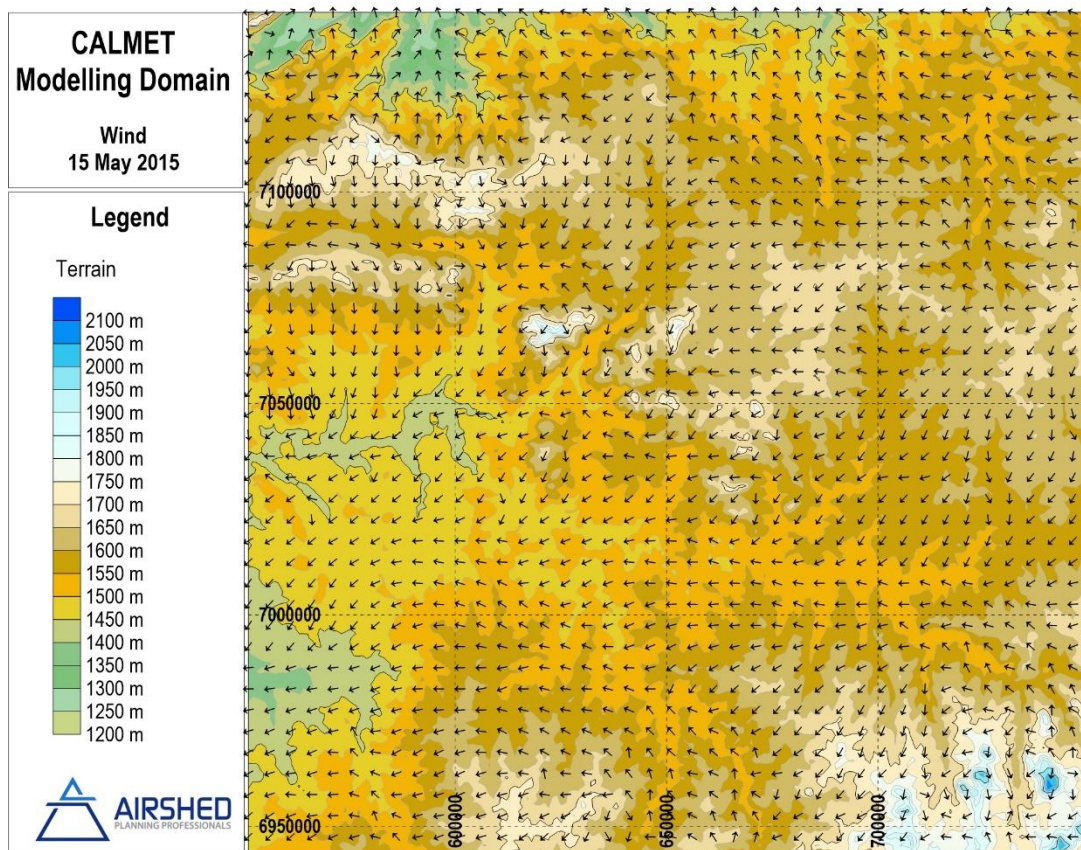 CALMET
Modelling Domain
Wind
15 May 2015
Legend
Terrain
2100 m
2050 m
2000 m
1950 m
1900 m
1850 m
1800 m
1750 m
1700 m
1650 m
1600 m
1550 m
1500 m
1450 m
1400 m
1350 m
1300 m
1250 m
1200 m
AIRSHED
PLANNING PROFESSIONALS
7100000
7050000
7000000
6950000
600000
650000
700000